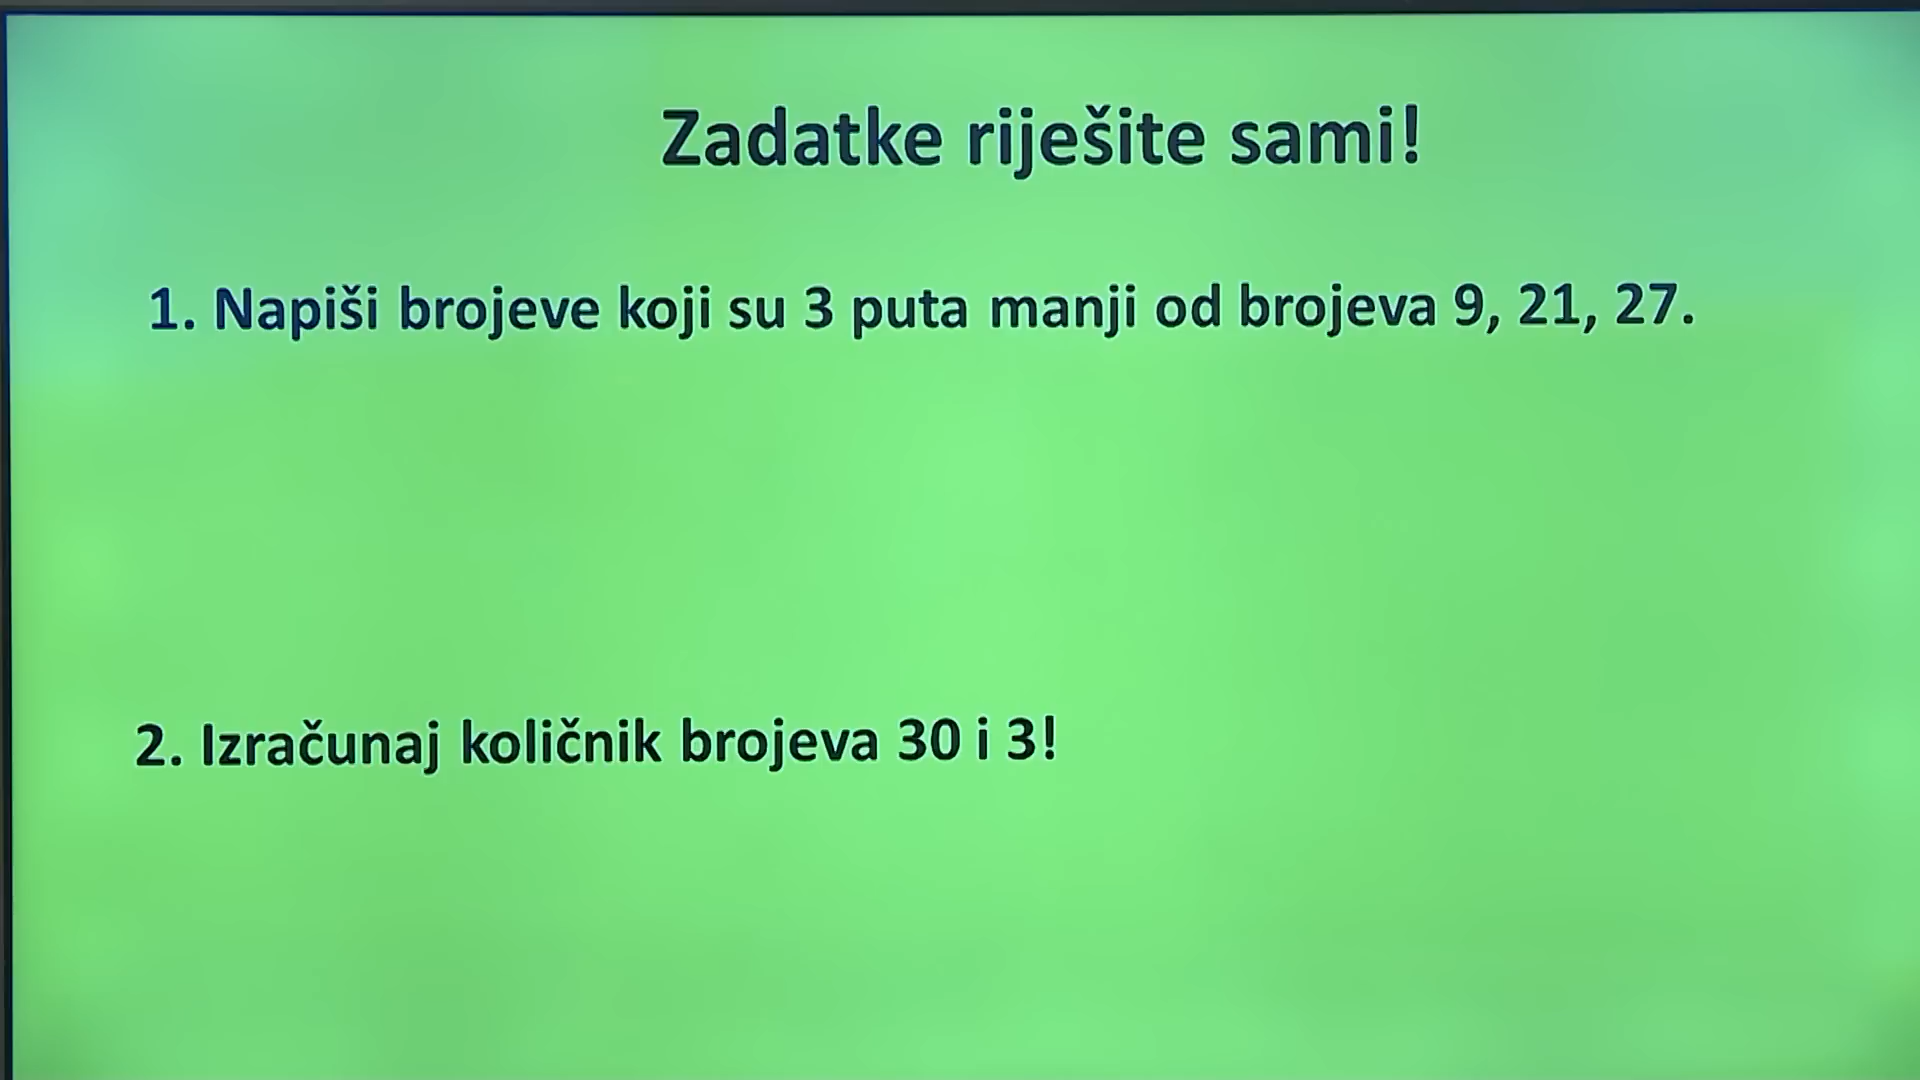 Zadatke riješite sami!
1. Napiši brojeve koji su 3 puta manji od brojeva 9, 21, 27.
2. Izračunaj količnik brojeva 30 i 3!